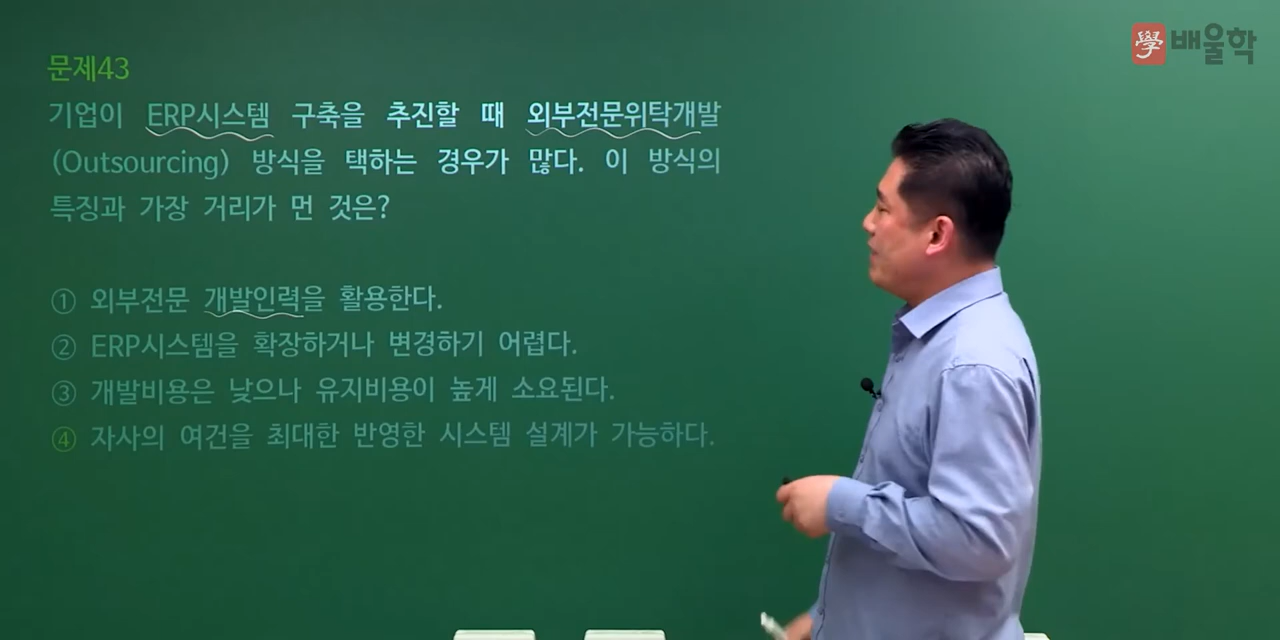 學 배울학
문제43
기업이 ERP시스템 구축을 추진할 때 외부전문위탁개발
(Outsourcing) 방식을 택하는 경우가 많다. 이 방식의
특징과 가장 거리가 먼 것은?
① 외부전문 개발인력을 활용한다.
② ERP시스템을 확장하거나 변경하기 어렵다.
③ 개발비용은 낮으나 유지비용이 높게 소요된다.
④ 자사의 여건을 최대한 반영한 시스템 설계가 가능하다.